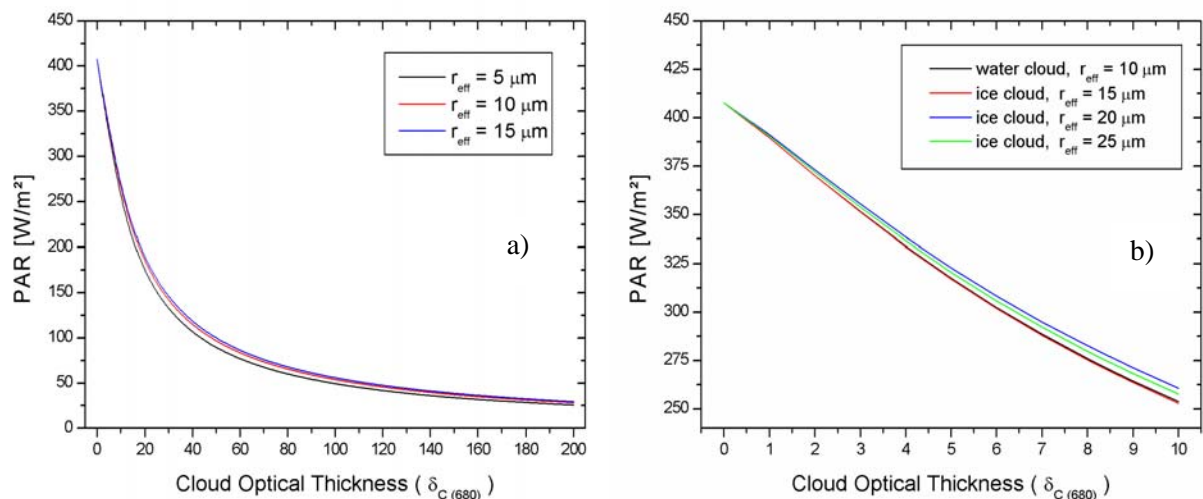 450
400
350
300
250
200
150
100
50
0
PAR [W/m²]
r_eff = 5 μm
r_eff = 10 μm
r_eff = 15 μm
a)
0 20 40 60 80 100 120 140 160 180 200
Cloud Optical Thickness ( δ_C (680) )
450
425
400
375
350
325
300
275
250
PAR [W/m²]
water cloud, r_eff = 10 μm
ice cloud, r_eff = 15 μm
ice cloud, r_eff = 20 μm
ice cloud, r_eff = 25 μm
b)
0 1 2 3 4 5 6 7 8 9 10
Cloud Optical Thickness ( δ_C (680) )